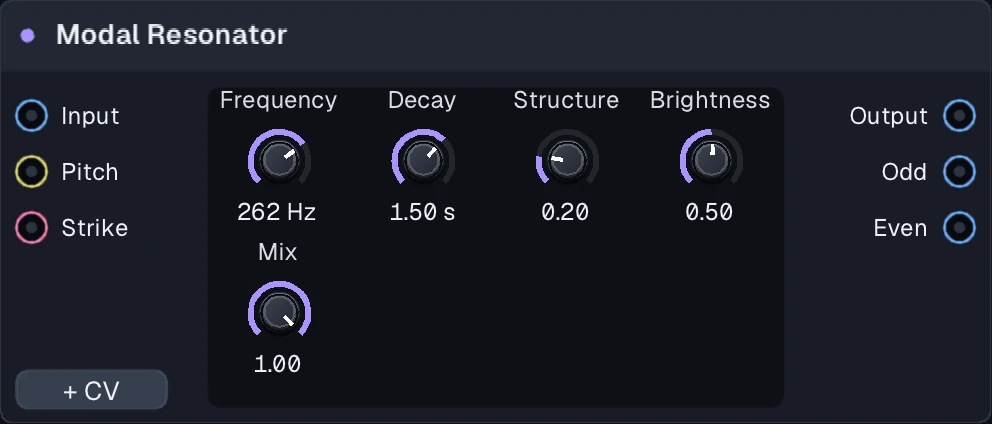 Modal Resonator
Input
Pitch
Strike
+ CV
Frequency Decay Structure Brightness
262 Hz 1.50 s 0.20 0.50
Mix
1.00
Output
Odd
Even